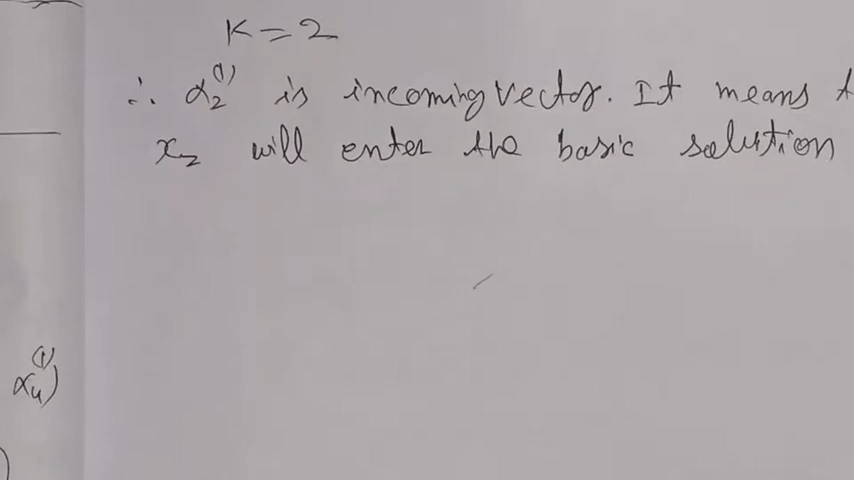 K = 2
∴ α₂⁽¹⁾ is incoming vector. It means
x₂ will enter the basic solution
α₄⁽¹⁾)
)